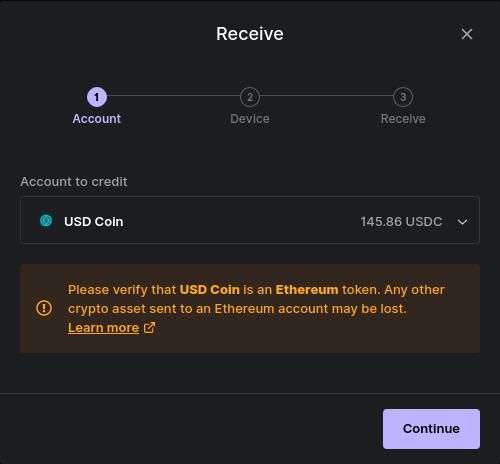 Receive
1
2
3
Account
Device
Receive
Account to credit
USD Coin
145.86 USDC
Please verify that USD Coin is an Ethereum token. Any other
crypto asset sent to an Ethereum account may be lost.
Learn more
Continue